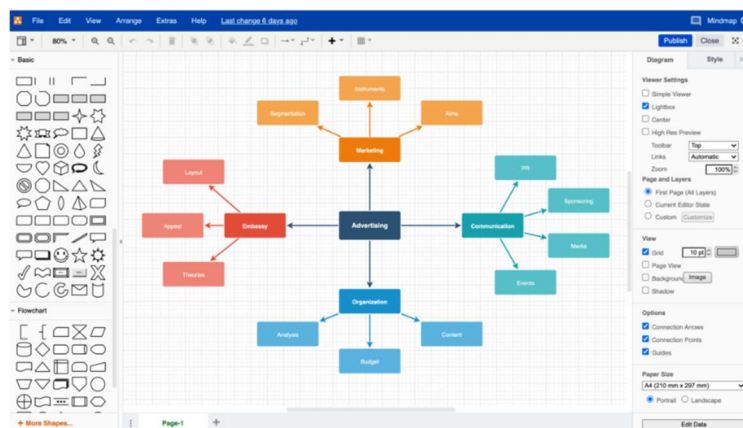 File Edit View Arrange Extras Help Last change 6 days ago Mindmap
80% Publish Close
Basic
Flowchart
+ More Shapes...
Instruments
Segmentation Aims
Marketing
Layout
Appeal
Theories
Embassy
Advertising
Communication
PR
Sponsoring
Media
Events
Organization
Analysis Content
Budget
Page-1 +
Diagram Style
Viewer Settings
Simple Viewer
Lightbox
Center
High Res Preview
Toolbar Top
Links Automatic
Zoom 100%
Page and Layers
First Page (All Layers)
Current Editor State
Custom Customize
View
Grid 10 pt
Page View
Background Image
Shadow
Options
Connection Arrows
Connection Points
Guides
Paper Size
A4 (210 mm x 297 mm)
Portrait Landscape
Edit Data